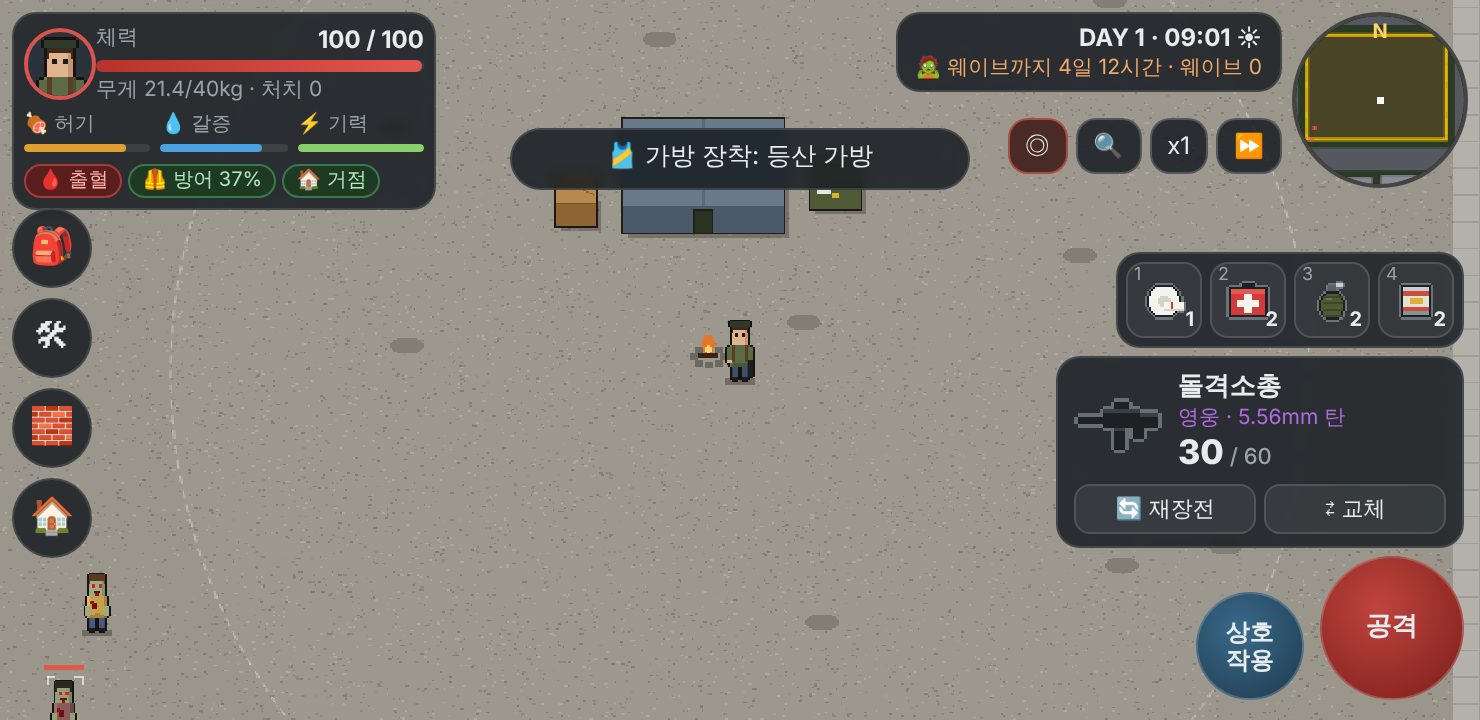 체력 100 / 100
무게 21.4/40kg · 처치 0
🍖 허기 💧 갈증 ⚡ 기력
🩸 출혈 🦺 방어 37% 🏠 거점
🎽 가방 장착: 등산 가방
DAY 1 · 09:01 ☀
🧟 웨이브까지 4일 12시간 · 웨이브 0
x1
N
1 1
2 2
3 2
4 2
돌격소총
영웅 · 5.56mm 탄
30 / 60
🔄 재장전 ⇄ 교체
상호
작용
공격